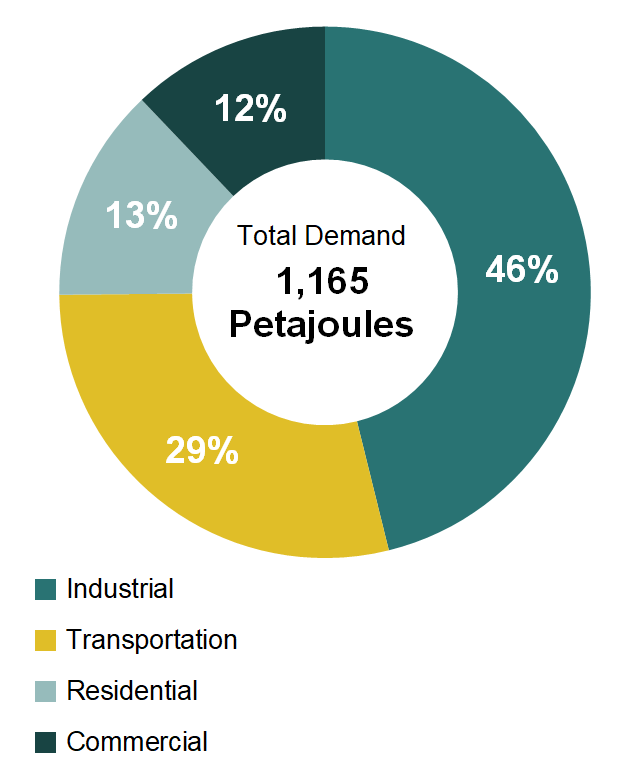 12%
13%
Total Demand
1,165
Petajoules
46%
29%
Industrial
Transportation
Residential
Commercial